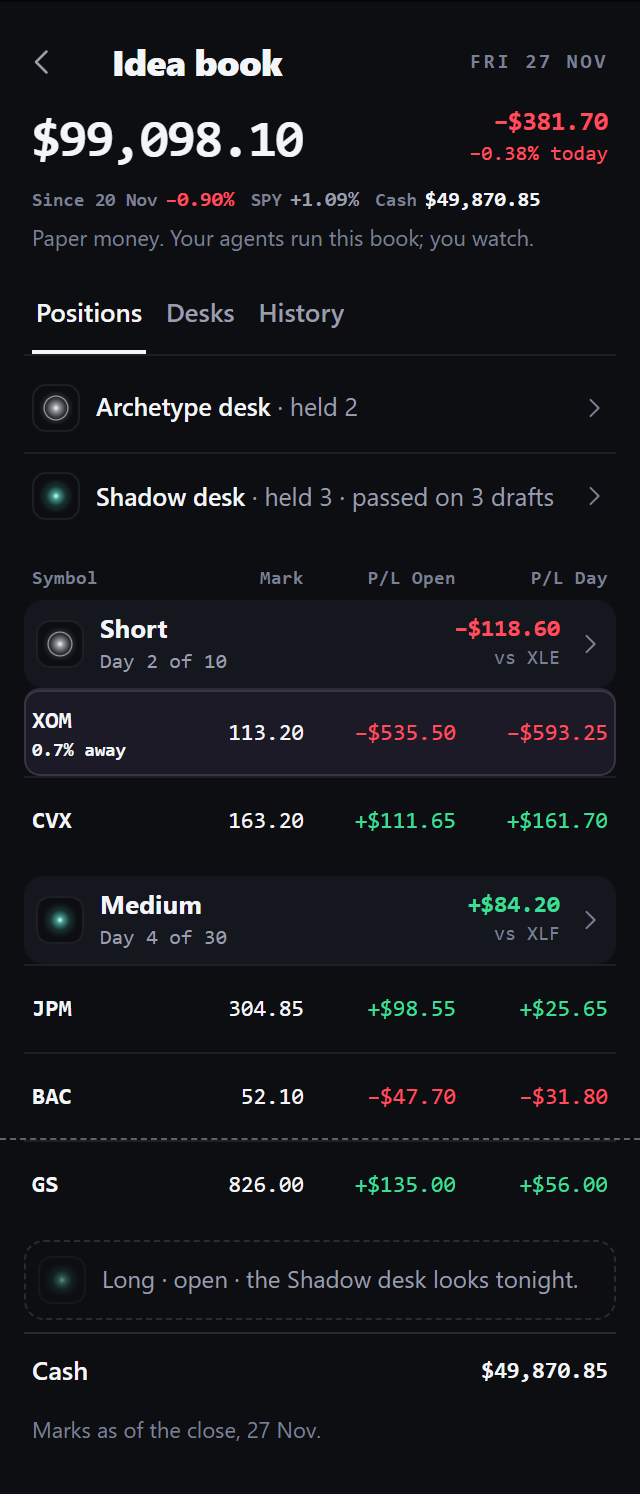 Idea book FRI 27 NOV
$99,098.10 −$381.70
−0.38% today
Since 20 Nov −0.90% SPY +1.09% Cash $49,870.85
Paper money. Your agents run this book; you watch.
Positions Desks History
Archetype desk · held 2
Shadow desk · held 3 · passed on 3 drafts
Symbol Mark P/L Open P/L Day
Short −$118.60
Day 2 of 10 vs XLE
XOM 113.20 −$535.50 −$593.25
0.7% away
CVX 163.20 +$111.65 +$161.70
Medium +$84.20
Day 4 of 30 vs XLF
JPM 304.85 +$98.55 +$25.65
BAC 52.10 −$47.70 −$31.80
GS 826.00 +$135.00 +$56.00
Long · open · the Shadow desk looks tonight.
Cash $49,870.85
Marks as of the close, 27 Nov.